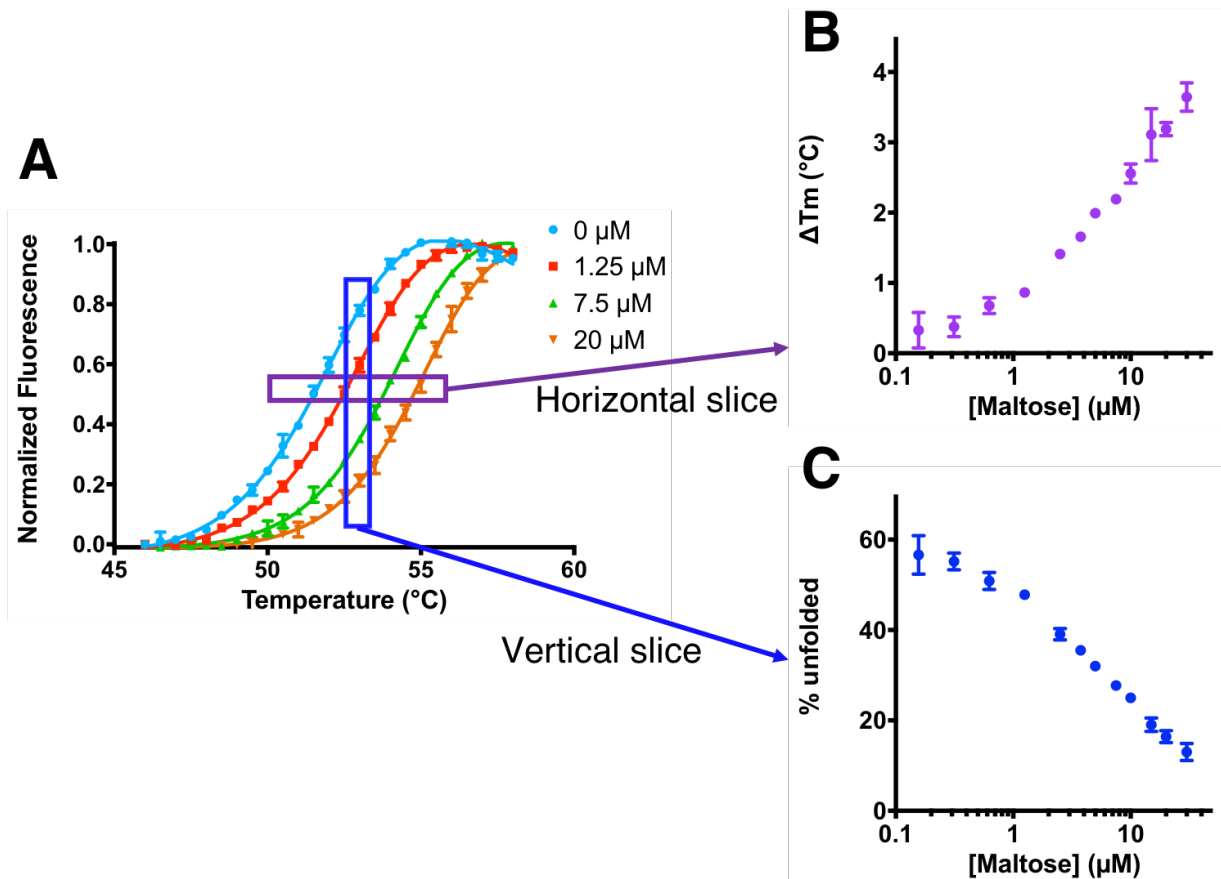 A
Normalized Fluorescence
1.0
0.8
0.6
0.4
0.2
0.0
45
50
55
60
Temperature (°C)
0 µM
1.25 µM
7.5 µM
20 µM
Horizontal slice
Vertical slice
B
ΔTm (°C)
4
3
2
1
0
0.1
1
10
[Maltose] (µM)
C
% unfolded
60
40
20
0
0.1
1
10
[Maltose] (µM)